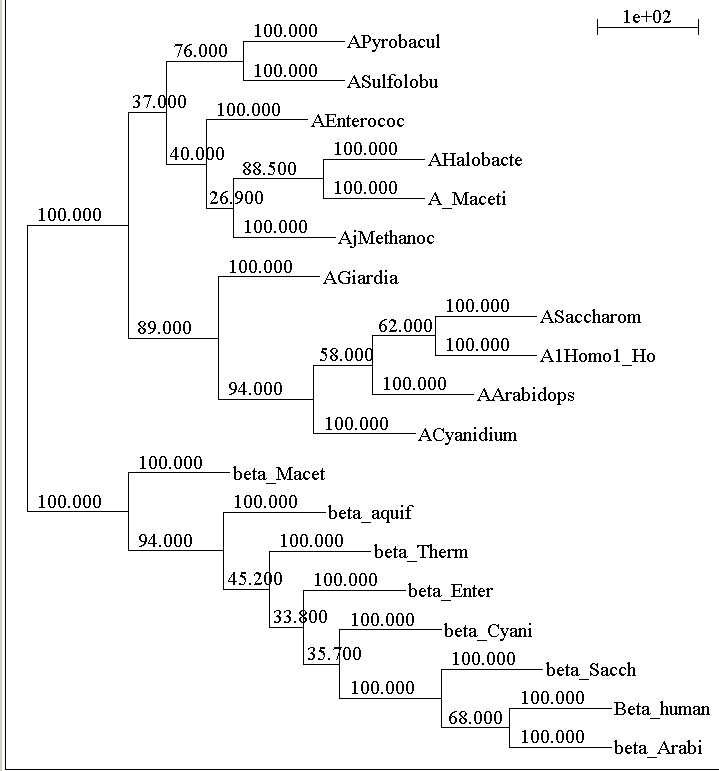 1e+02
100.000
APyrobacul
76.000
100.000
ASulfolobu
37.000
100.000
AEnterococ
40.000
100.000
AHalobacte
88.500
100.000
A_Maceti
26.900
100.000
AjMethanoc
100.000
100.000
AGiardia
89.000
100.000
ASaccharom
62.000
100.000
A1Homo1_Ho
58.000
100.000
AArabidops
94.000
100.000
ACyanidium
100.000
beta_Macet
100.000
100.000
beta_aquif
94.000
100.000
beta_Therm
45.200
100.000
beta_Enter
33.800
100.000
beta_Cyani
35.700
100.000
beta_Sacch
100.000
100.000
Beta_human
68.000
100.000
beta_Arabi